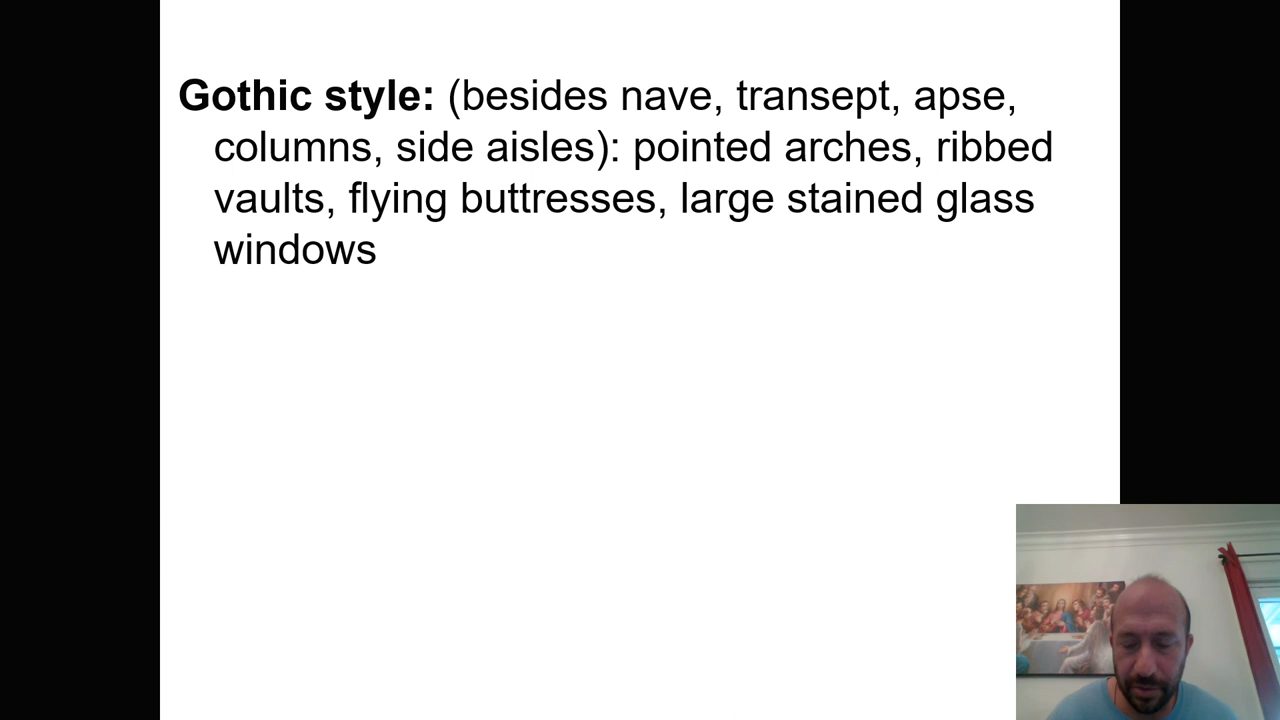 Gothic style: (besides nave, transept, apse,
columns, side aisles): pointed arches, ribbed
vaults, flying buttresses, large stained glass
windows